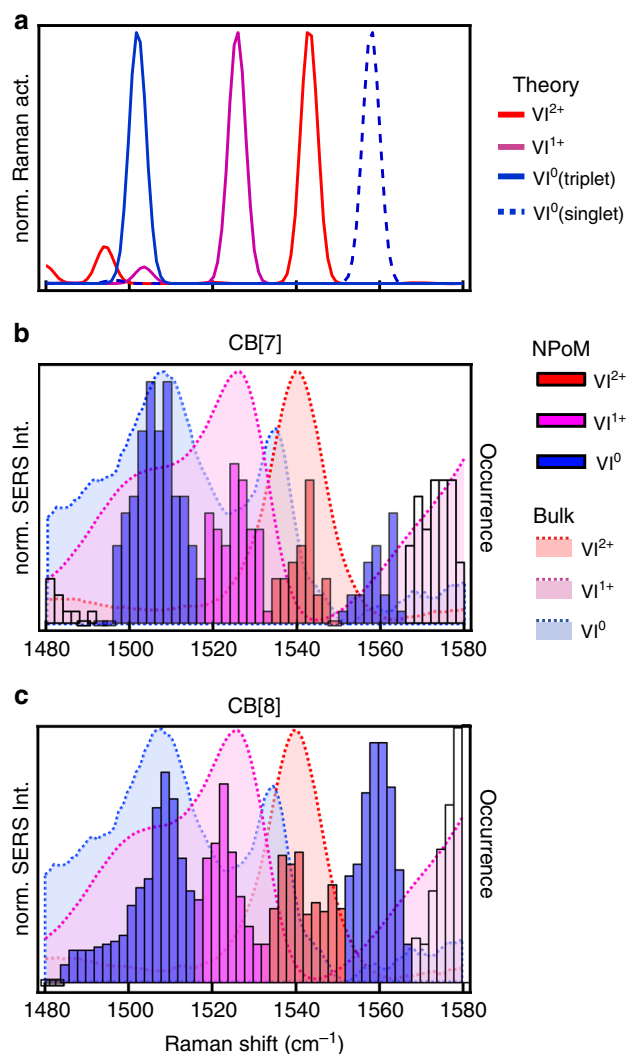 a
norm. Raman act.
Theory
VI²⁺
VI¹⁺
VI⁰(triplet)
VI⁰(singlet)
b
CB[7]
norm. SERS Int.
Occurrence
1480 1500 1520 1540 1560 1580
NPoM
VI²⁺
VI¹⁺
VI⁰
Bulk
VI²⁺
VI¹⁺
VI⁰
c
CB[8]
norm. SERS Int.
Occurrence
1480 1500 1520 1540 1560 1580
Raman shift (cm⁻¹)